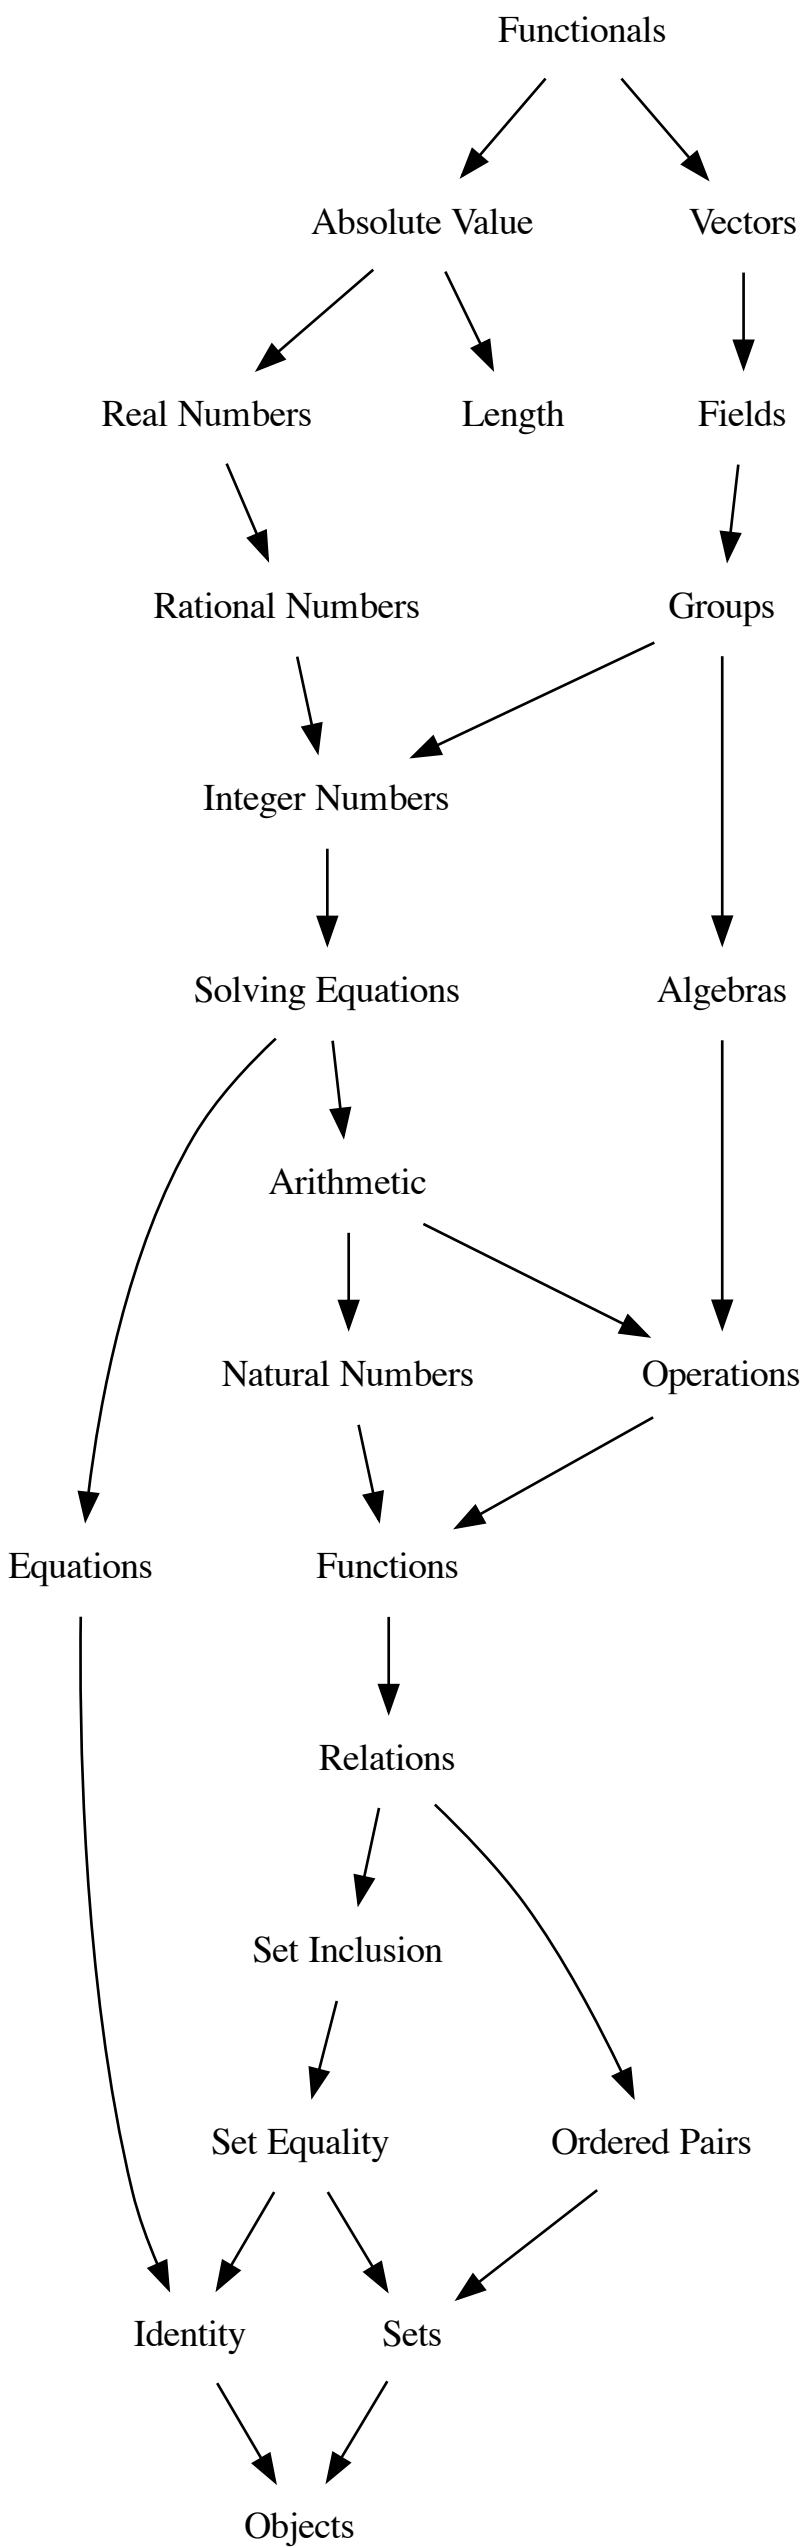 Functionals
Absolute Value
Vectors
Real Numbers
Length
Fields
Rational Numbers
Groups
Integer Numbers
Solving Equations
Algebras
Arithmetic
Natural Numbers
Operations
Equations
Functions
Relations
Set Inclusion
Set Equality
Ordered Pairs
Identity
Sets
Objects